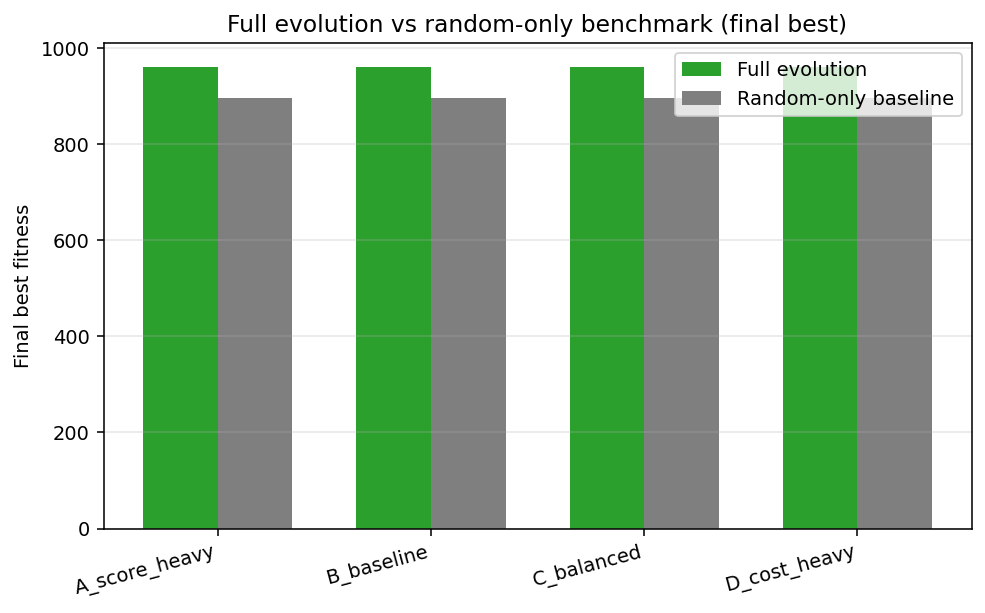 Full evolution vs random-only benchmark (final best)
Full evolution
Random-only baseline
Final best fitness
1000
800
600
400
200
0
A_score_heavy
B_baseline
C_balanced
D_cost_heavy